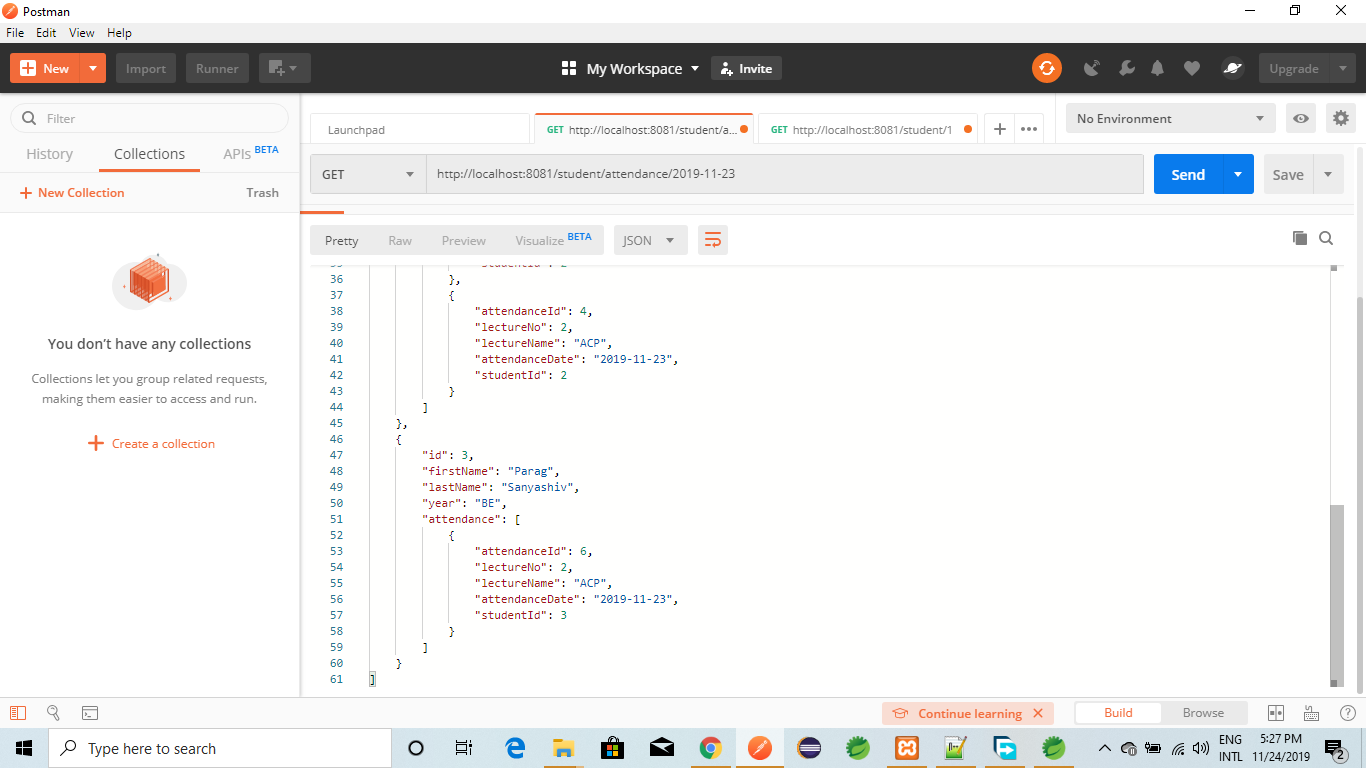 Postman
File Edit View Help
New Import Runner My Workspace Invite Upgrade
Filter
History Collections APIs BETA
New Collection Trash
You don't have any collections
Collections let you group related requests,
making them easier to access and run.
Create a collection
Launchpad GET http://localhost:8081/student/a... GET http://localhost:8081/student/1 No Environment
GET http://localhost:8081/student/attendance/2019-11-23 Send Save
Pretty Raw Preview Visualize BETA JSON
35 "studentId": 2
36 },
37 {
38 "attendanceId": 4,
39 "lectureNo": 2,
40 "lectureName": "ACP",
41 "attendanceDate": "2019-11-23",
42 "studentId": 2
43 }
44 ]
45 },
46 {
47 "id": 3,
48 "firstName": "Parag",
49 "lastName": "Sanyashiv",
50 "year": "BE",
51 "attendance": [
52 {
53 "attendanceId": 6,
54 "lectureNo": 2,
55 "lectureName": "ACP",
56 "attendanceDate": "2019-11-23",
57 "studentId": 3
58 }
59 ]
60 }
61 ]
Continue learning Build Browse
Type here to search
ENG 5:27 PM
INTL 11/24/2019 2